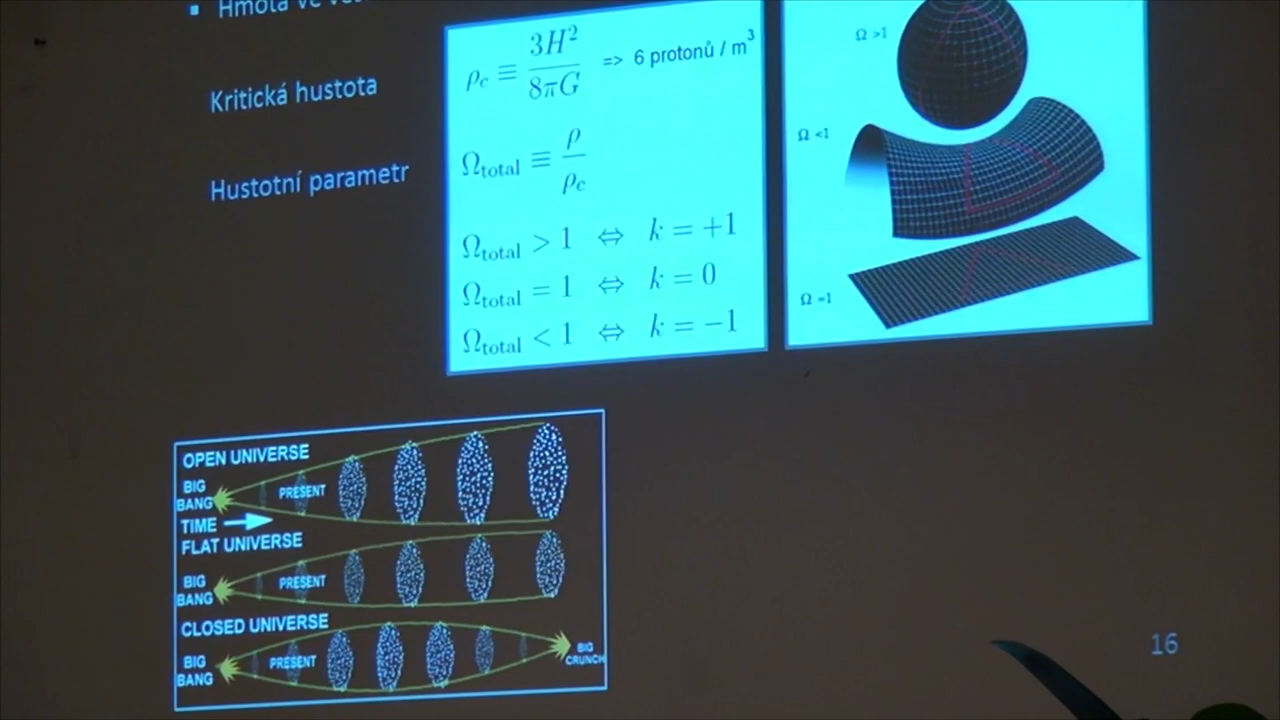 ▪ Hmota ve
Kritická hustota
Hustotní parametr
ρc ≡ 3H² / 8πG => 6 protonů / m³
Ωtotal ≡ ρ / ρc
Ωtotal > 1 ⇔ k = +1
Ωtotal = 1 ⇔ k = 0
Ωtotal < 1 ⇔ k = −1
Ω >1
Ω <1
Ω =1
OPEN UNIVERSE
BIG BANG
PRESENT
TIME
FLAT UNIVERSE
BIG BANG
PRESENT
CLOSED UNIVERSE
BIG BANG
PRESENT
BIG CRUNCH
16